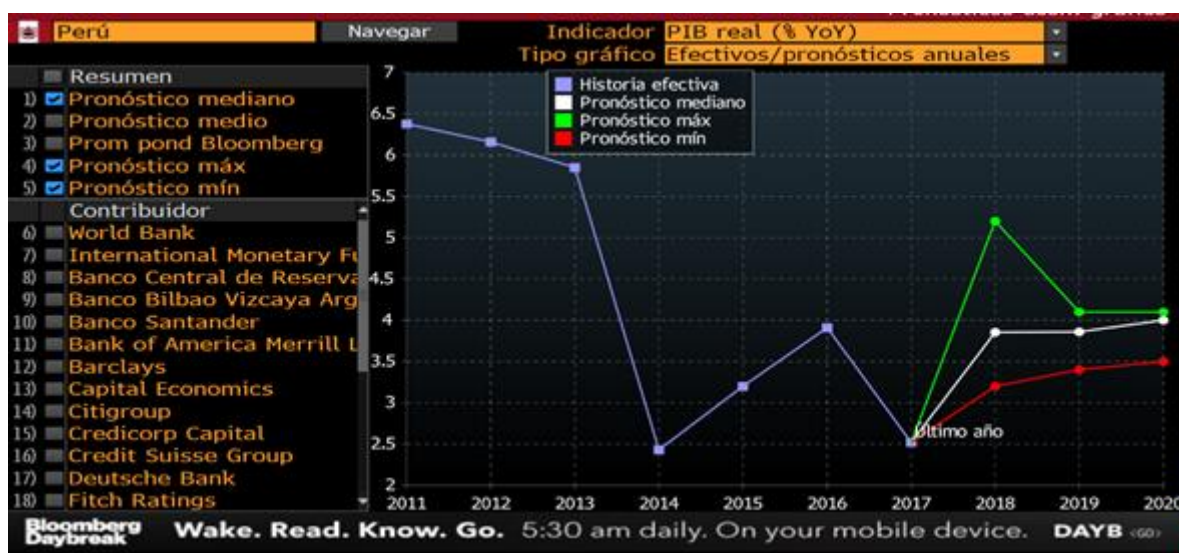 Perú
Navegar
Indicador PIB real (% YoY)
Tipo gráfico Efectivos/pronósticos anuales
Resumen
1) Pronóstico mediano
2) Pronóstico medio
3) Prom pond Bloomberg
4) Pronóstico máx
5) Pronóstico mín
Contribuidor
6) World Bank
7) International Monetary Fu
8) Banco Central de Reserva
9) Banco Bilbao Vizcaya Arg
10) Banco Santander
11) Bank of America Merrill L
12) Barclays
13) Capital Economics
14) Citigroup
15) Credicorp Capital
16) Credit Suisse Group
17) Deutsche Bank
18) Fitch Ratings
Historia efectiva
Pronóstico mediano
Pronóstico máx
Pronóstico mín
7
6.5
6
5.5
5
4.5
4
3.5
3
2.5
2
Último año
2011 2012 2013 2014 2015 2016 2017 2018 2019 2020
Bloomberg
Daybreak
Wake. Read. Know. Go. 5:30 am daily. On your mobile device. DAYB <GO>